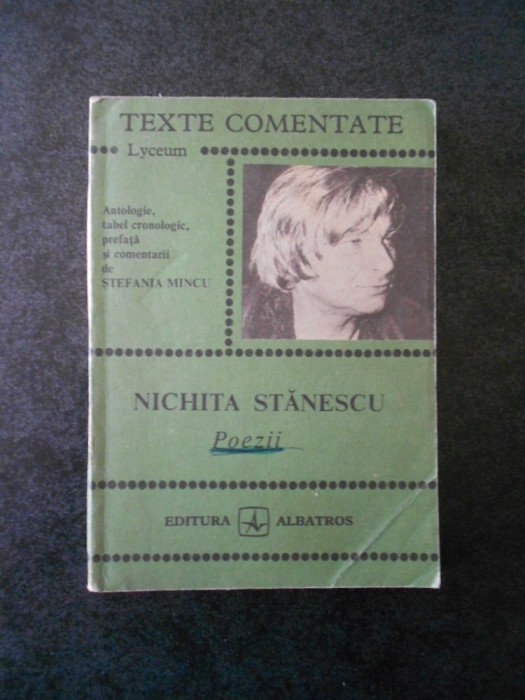 TEXTE COMENTATE
Lyceum
Antologie,
tabel cronologic,
prefață
și comentarii
de
ȘTEFANIA MINCU
NICHITA STĂNESCU
Poezii
EDITURA ALBATROS